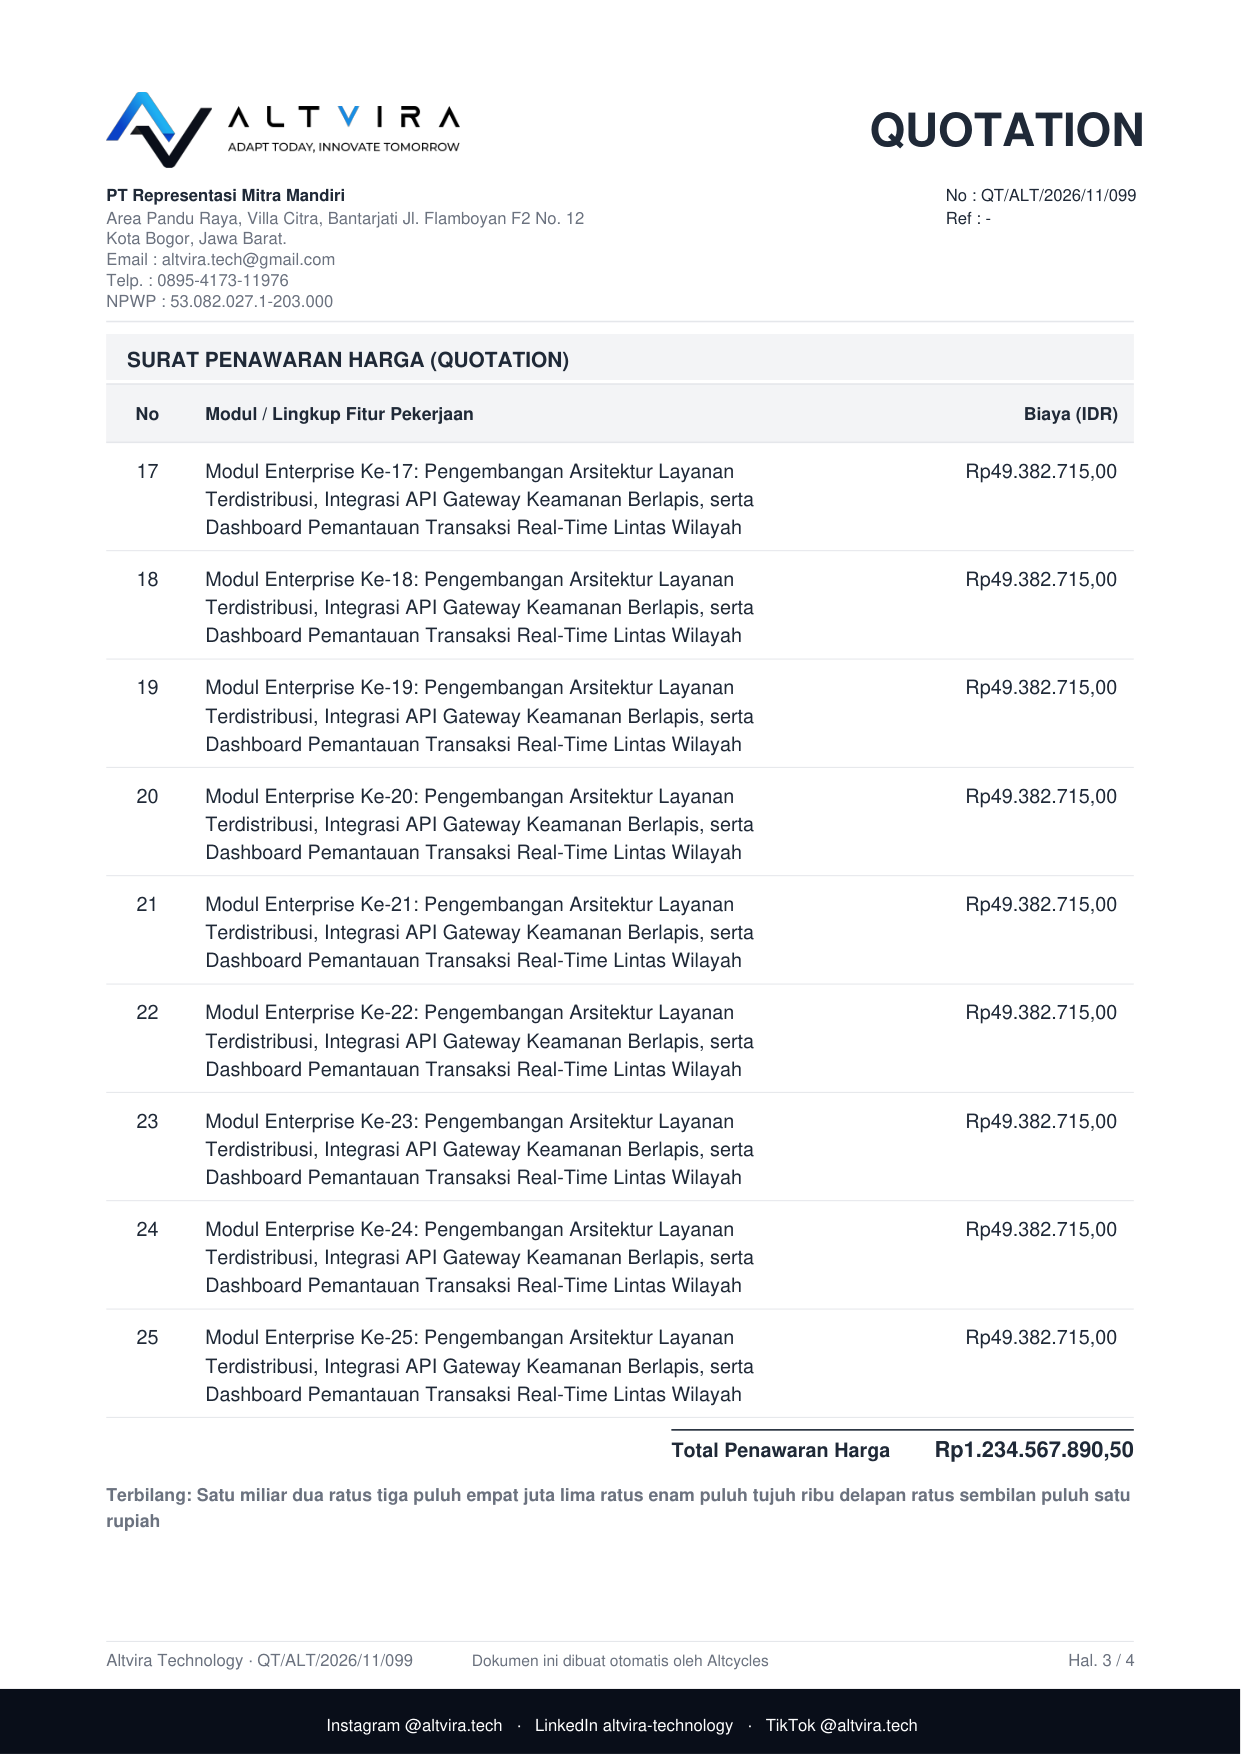 ALTVIRA
ADAPT TODAY, INNOVATE TOMORROW
QUOTATION
PT Representasi Mitra Mandiri
Area Pandu Raya, Villa Citra, Bantarjati Jl. Flamboyan F2 No. 12
Kota Bogor, Jawa Barat.
Email : altvira.tech@gmail.com
Telp. : 0895-4173-11976
NPWP : 53.082.027.1-203.000
No : QT/ALT/2026/11/099
Ref : -
SURAT PENAWARAN HARGA (QUOTATION)
No Modul / Lingkup Fitur Pekerjaan Biaya (IDR)
17 Modul Enterprise Ke-17: Pengembangan Arsitektur Layanan Rp49.382.715,00
Terdistribusi, Integrasi API Gateway Keamanan Berlapis, serta
Dashboard Pemantauan Transaksi Real-Time Lintas Wilayah
18 Modul Enterprise Ke-18: Pengembangan Arsitektur Layanan Rp49.382.715,00
Terdistribusi, Integrasi API Gateway Keamanan Berlapis, serta
Dashboard Pemantauan Transaksi Real-Time Lintas Wilayah
19 Modul Enterprise Ke-19: Pengembangan Arsitektur Layanan Rp49.382.715,00
Terdistribusi, Integrasi API Gateway Keamanan Berlapis, serta
Dashboard Pemantauan Transaksi Real-Time Lintas Wilayah
20 Modul Enterprise Ke-20: Pengembangan Arsitektur Layanan Rp49.382.715,00
Terdistribusi, Integrasi API Gateway Keamanan Berlapis, serta
Dashboard Pemantauan Transaksi Real-Time Lintas Wilayah
21 Modul Enterprise Ke-21: Pengembangan Arsitektur Layanan Rp49.382.715,00
Terdistribusi, Integrasi API Gateway Keamanan Berlapis, serta
Dashboard Pemantauan Transaksi Real-Time Lintas Wilayah
22 Modul Enterprise Ke-22: Pengembangan Arsitektur Layanan Rp49.382.715,00
Terdistribusi, Integrasi API Gateway Keamanan Berlapis, serta
Dashboard Pemantauan Transaksi Real-Time Lintas Wilayah
23 Modul Enterprise Ke-23: Pengembangan Arsitektur Layanan Rp49.382.715,00
Terdistribusi, Integrasi API Gateway Keamanan Berlapis, serta
Dashboard Pemantauan Transaksi Real-Time Lintas Wilayah
24 Modul Enterprise Ke-24: Pengembangan Arsitektur Layanan Rp49.382.715,00
Terdistribusi, Integrasi API Gateway Keamanan Berlapis, serta
Dashboard Pemantauan Transaksi Real-Time Lintas Wilayah
25 Modul Enterprise Ke-25: Pengembangan Arsitektur Layanan Rp49.382.715,00
Terdistribusi, Integrasi API Gateway Keamanan Berlapis, serta
Dashboard Pemantauan Transaksi Real-Time Lintas Wilayah
Total Penawaran Harga Rp1.234.567.890,50
Terbilang: Satu miliar dua ratus tiga puluh empat juta lima ratus enam puluh tujuh ribu delapan ratus sembilan puluh satu
rupiah
Altvira Technology · QT/ALT/2026/11/099 Dokumen ini dibuat otomatis oleh Altcycles Hal. 3 / 4
Instagram @altvira.tech · LinkedIn altvira-technology · TikTok @altvira.tech